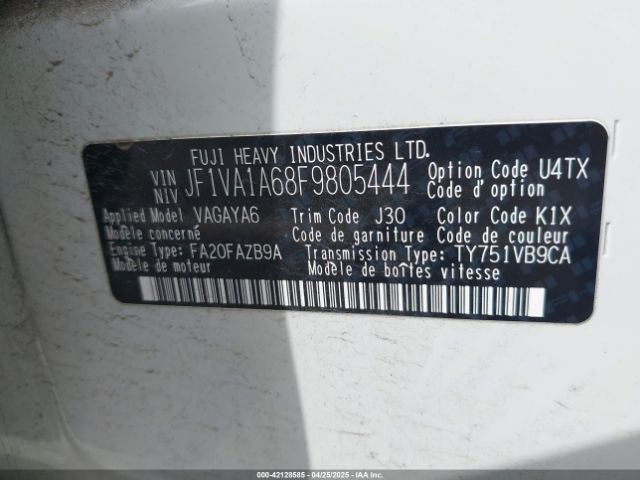 FUJI HEAVY INDUSTRIES LTD.
VIN NIV JF1VA1A68F9805444 Option Code U4TX
Code d'option
Applied Model VAGAYA6 Trim Code J30 Color Code K1X
Modèle concerné Code de garniture Code de couleur
Engine Type: FA20FAZB9A Transmission Type: TY751VB9CA
Modèle de moteur Modèle de boîtes vitesse
000-42128585 | 04/25/2025 | IAA Inc.